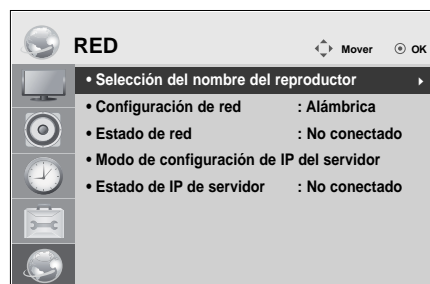 RED
Mover OK
• Selección del nombre del reproductor
• Configuración de red : Alámbrica
• Estado de red : No conectado
• Modo de configuración de IP del servidor
• Estado de IP de servidor : No conectado